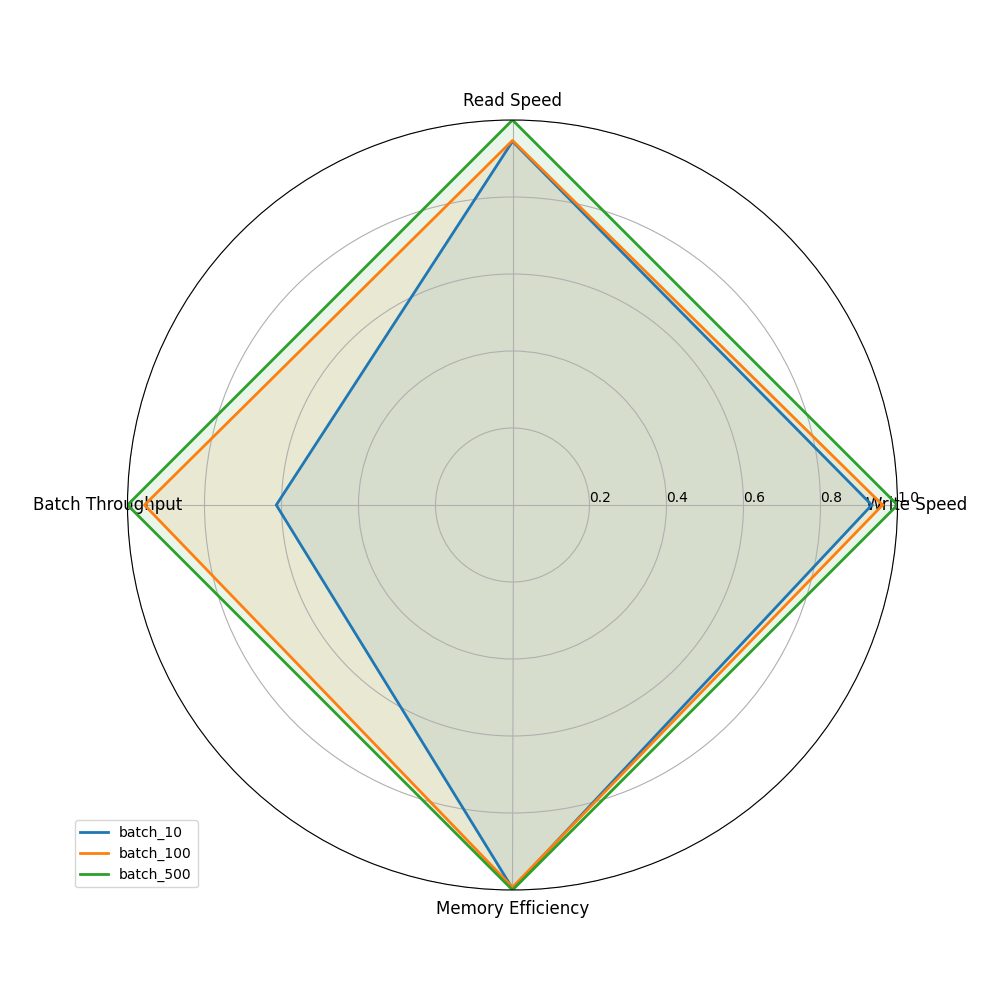 Read Speed
Batch Throughput
0.2
0.4
0.6
0.8
1.0
Write Speed
batch_10
batch_100
batch_500
Memory Efficiency